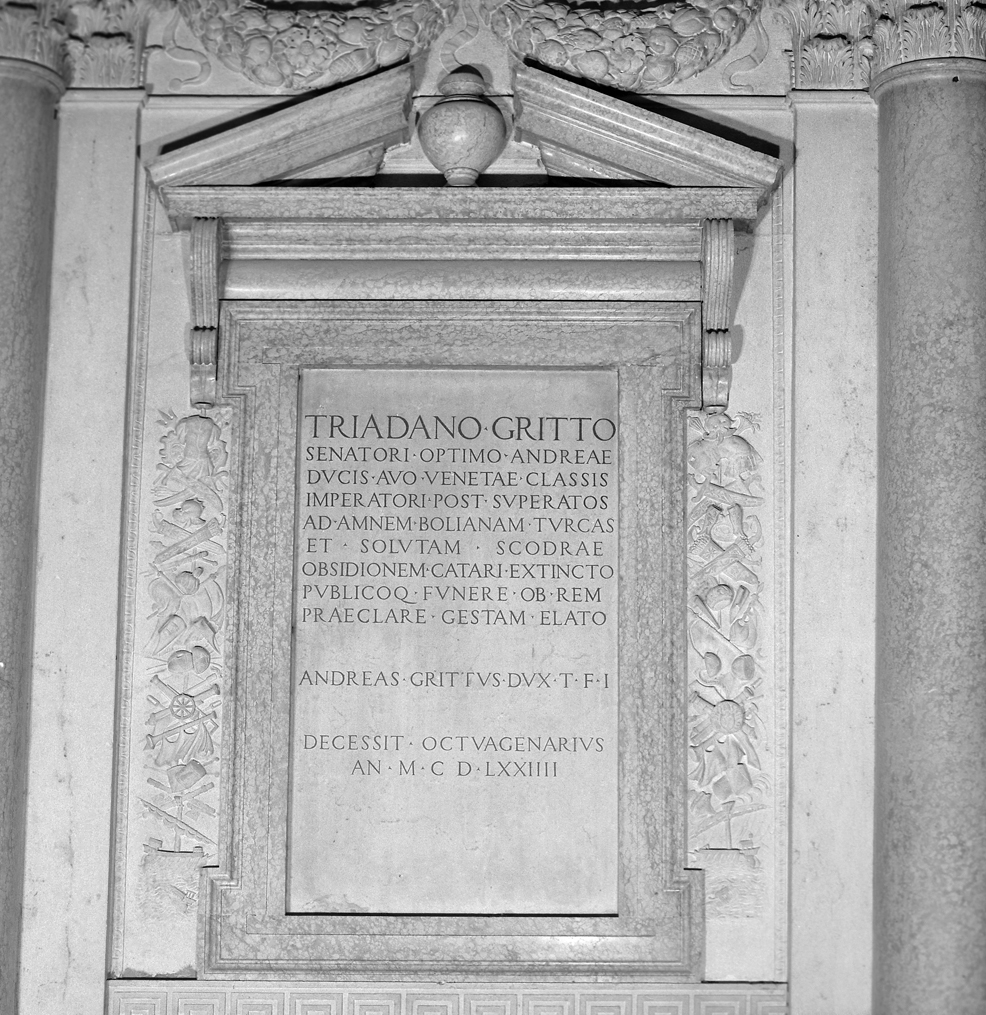 TRIADANO·GRITTO
SENATORI·OPTIMO·ANDREAE
DVCIS·AVO·VENETAE·CLASSIS
IMPERATORI·POST·SVPERATOS
AD·AMNEM·BOLIANAM·TVRCAS
ET · SOLVTAM · SCODRAE
OBSIDIONEM·CATARI·EXTINCTO
PVBLICOQ·FVNERE·OB·REM
PRAECLARE·GESTAM·ELATO
ANDREAS·GRITTVS·DVX·T·F·I
DECESSIT·OCTVAGENARIVS
AN·M·C D·LXXIIII